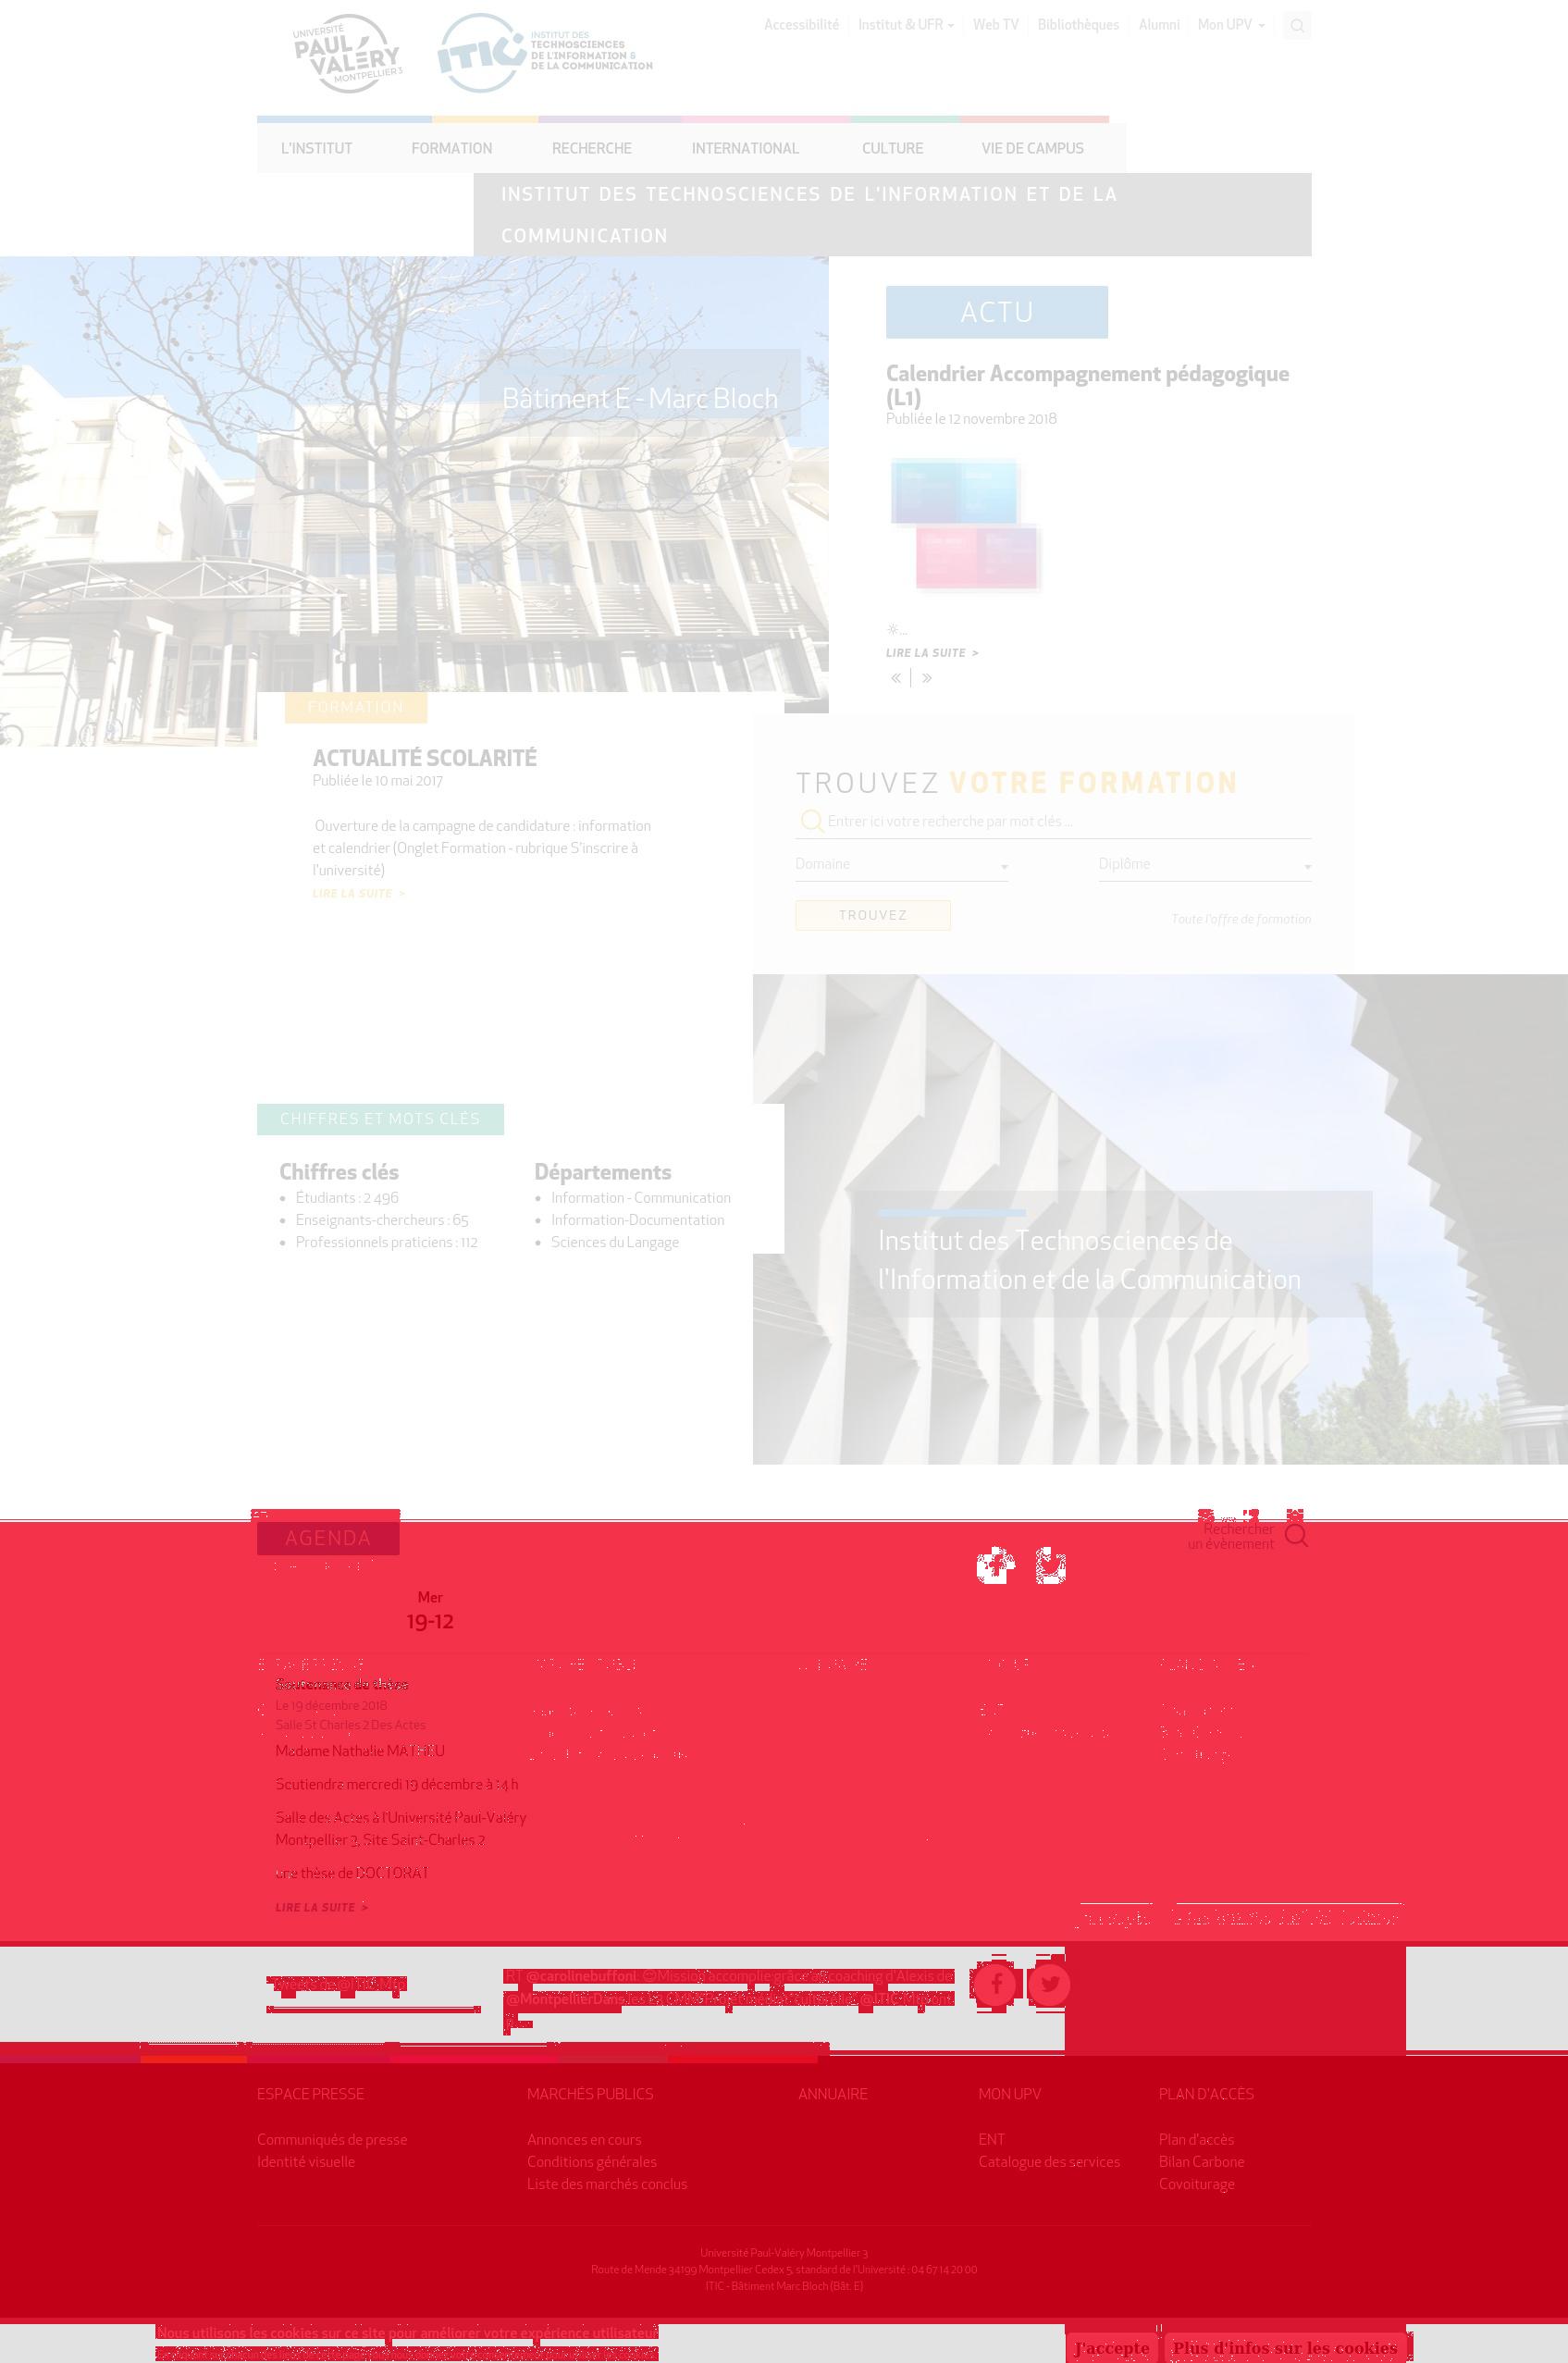 UNIVERSITÉ
PAUL
VALÉRY
MONTPELLIER 3
ITIC
INSTITUT DES
TECHNOSCIENCES
DE L'INFORMATION &
DE LA COMMUNICATION
Accessibilité
Institut & UFR
Web TV
Bibliothèques
Alumni
Mon UPV
L'INSTITUT
FORMATION
RECHERCHE
INTERNATIONAL
CULTURE
VIE DE CAMPUS
INSTITUT DES TECHNOSCIENCES DE L'INFORMATION ET DE LA
COMMUNICATION
Bâtiment E - Marc Bloch
ACTU
Calendrier Accompagnement pédagogique
(L1)
Publiée le 12 novembre 2018
...
LIRE LA SUITE >
« | »
FORMATION
ACTUALITÉ SCOLARITÉ
Publiée le 10 mai 2017
Ouverture de la campagne de candidature : information
et calendrier (Onglet Formation - rubrique S'inscrire à
l'université)
LIRE LA SUITE >
TROUVEZ VOTRE FORMATION
Entrer ici votre recherche par mot clés ...
Domaine
Diplôme
TROUVEZ
Toute l'offre de formation
CHIFFRES ET MOTS CLÉS
Chiffres clés
• Étudiants : 2 496
• Enseignants-chercheurs : 65
• Professionnels praticiens : 112
Départements
• Information - Communication
• Information-Documentation
• Sciences du Langage
Institut des Technosciences de
l'Information et de la Communication
AGENDA
Rechercher
un évènement
Mer
19-12
Soutenance de thèse
Le 19 décembre 2018
Salle St Charles 2 Des Actes
Madame Nathalie MATHEU
Soutiendra mercredi 19 décembre à 14 h
Salle des Actes à l'Université Paul-Valéry
Montpellier 3, Site Saint-Charles 2
une thèse de DOCTORAT
LIRE LA SUITE >
RT @carolinebuffoni: Mission accomplie grâce au coaching d'Alexis de
@MontpellierDanse
ESPACE PRESSE
Communiqués de presse
Identité visuelle
MARCHÉS PUBLICS
Annonces en cours
Conditions générales
Liste des marchés conclus
ANNUAIRE
MON UPV
ENT
Catalogue des services
PLAN D'ACCÈS
Plan d'accès
Bilan Carbone
Covoiturage
Université Paul-Valéry Montpellier 3
Route de Mende 34199 Montpellier Cedex 5, standard de l'Université : 04 67 14 20 00
ITIC - Bâtiment Marc Bloch (Bât. E)
Nous utilisons les cookies sur ce site pour améliorer votre expérience utilisateur
J'accepte
Plus d'infos sur les cookies